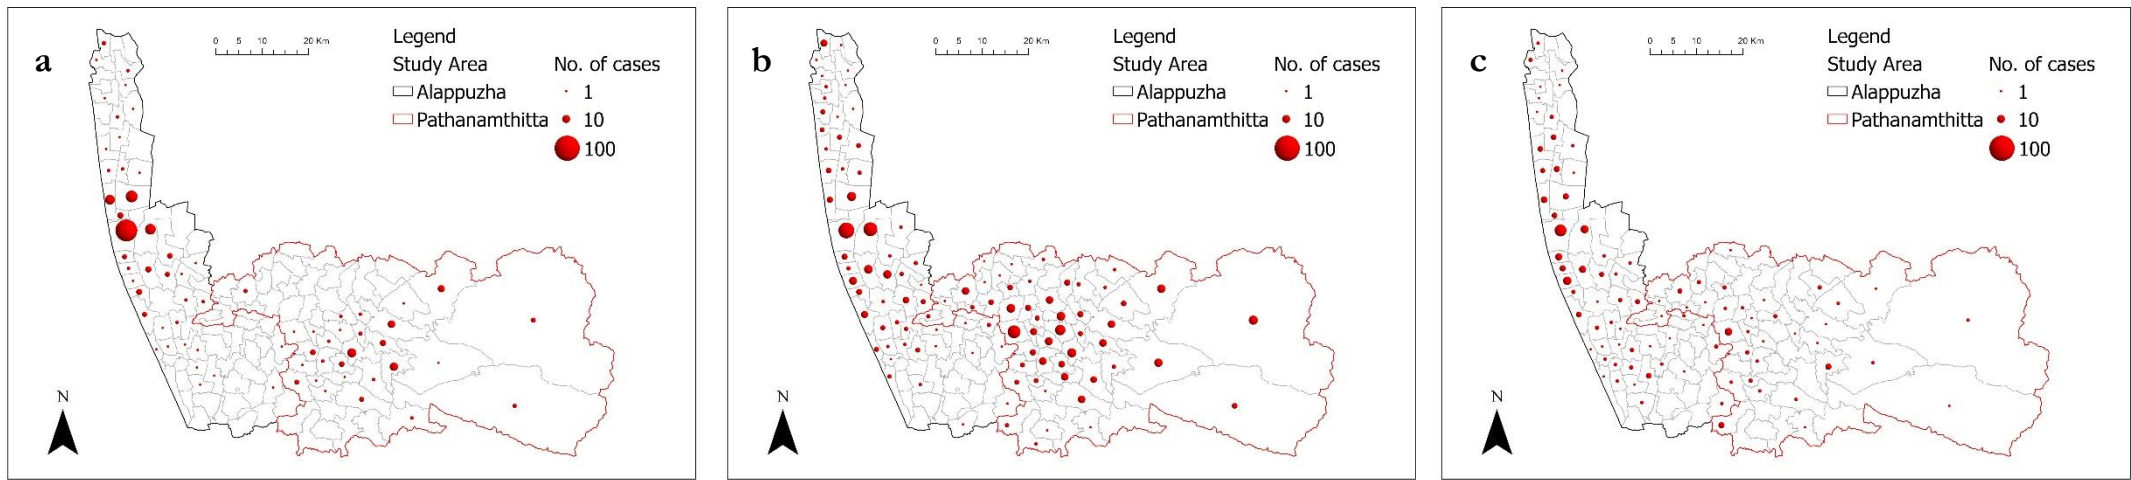 a
0 5 10 20 Km
Legend
Study Area No. of cases
Alappuzha 1
Pathanamthitta 10
100
N
b
0 5 10 20 Km
Legend
Study Area No. of cases
Alappuzha 1
Pathanamthitta 10
100
N
c
0 5 10 20 Km
Legend
Study Area No. of cases
Alappuzha 1
Pathanamthitta 10
100
N